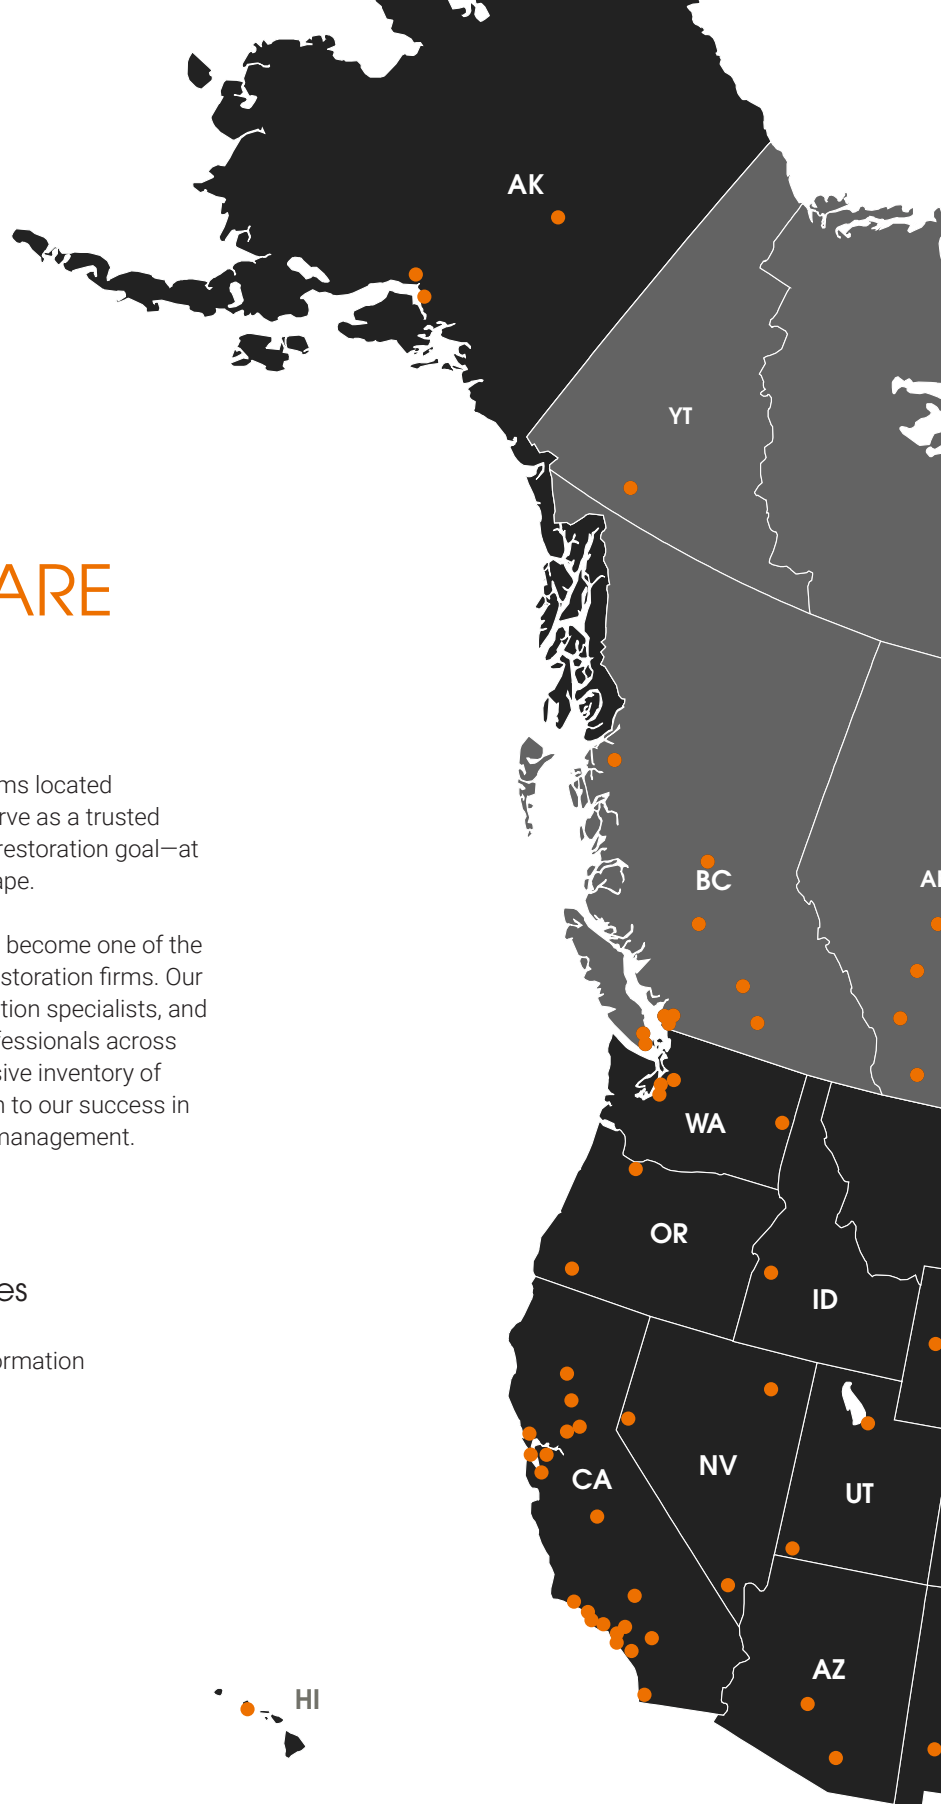 ARE
ms located
rve as a trusted
restoration goal—at
ape.
become one of the
storation firms. Our
tion specialists, and
fessionals across
sive inventory of
n to our success in
management.
es
ormation
AK
YT
BC
WA
OR
ID
NV
CA
UT
AZ
HI